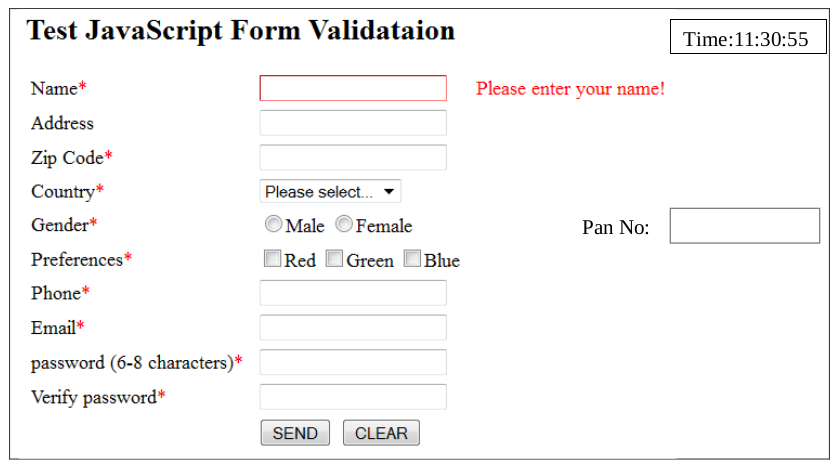 Test JavaScript Form Validataion
Time:11:30:55
Name*
Please enter your name!
Address
Zip Code*
Country*
Please select...
Gender*
Male Female
Pan No:
Preferences*
Red Green Blue
Phone*
Email*
password (6-8 characters)*
Verify password*
SEND CLEAR